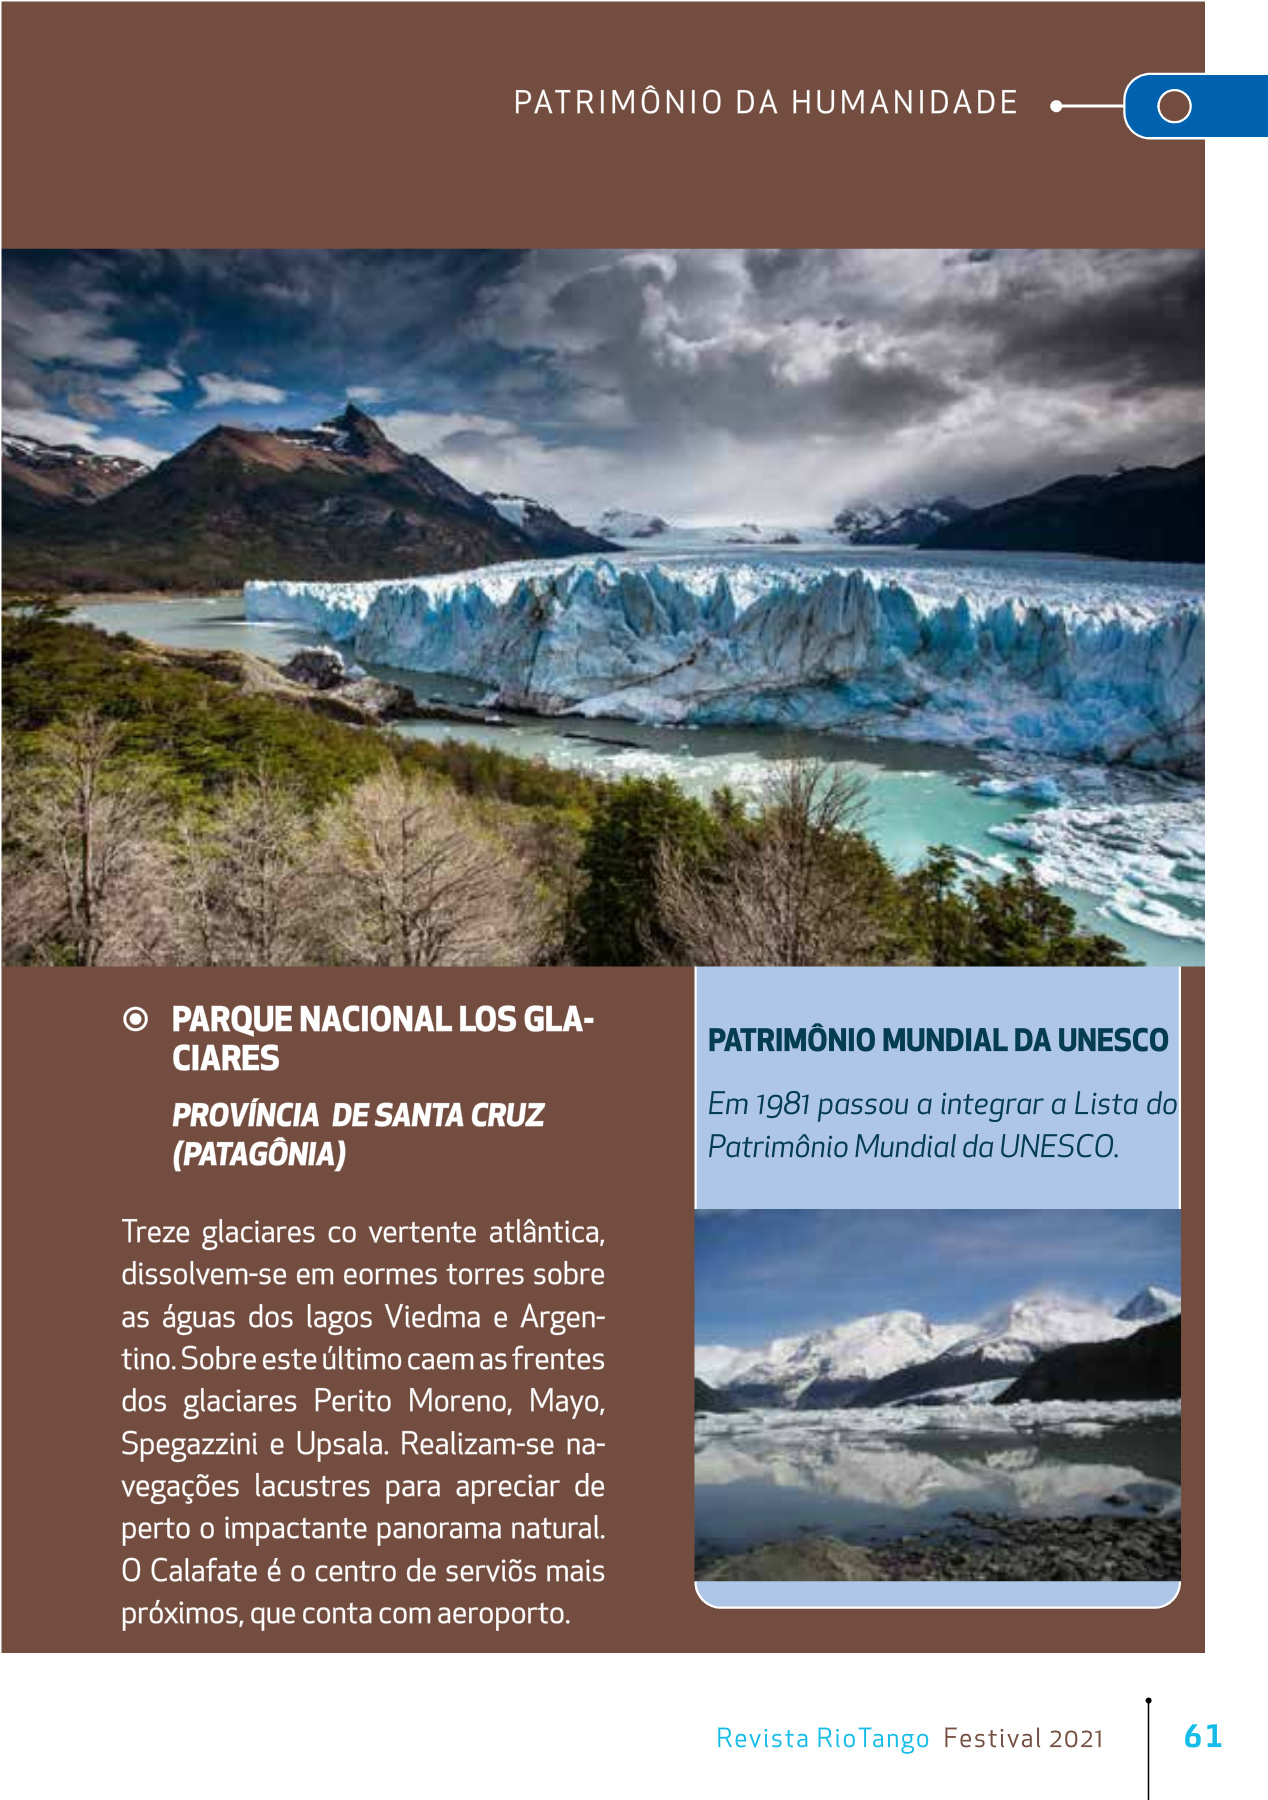 PATRIMÔNIO DA HUMANIDADE
PARQUE NACIONAL LOS GLA-
CIARES
PROVÍNCIA DE SANTA CRUZ
(PATAGÔNIA)
Treze glaciares co vertente atlântica,
dissolvem-se em eormes torres sobre
as águas dos lagos Viedma e Argen-
tino. Sobre este último caem as frentes
dos glaciares Perito Moreno, Mayo,
Spegazzini e Upsala. Realizam-se na-
vegações lacustres para apreciar de
perto o impactante panorama natural.
O Calafate é o centro de serviõs mais
próximos, que conta com aeroporto.
PATRIMÔNIO MUNDIAL DA UNESCO
Em 1981 passou a integrar a Lista do
Patrimônio Mundial da UNESCO.
Revista RioTango Festival 2021
61